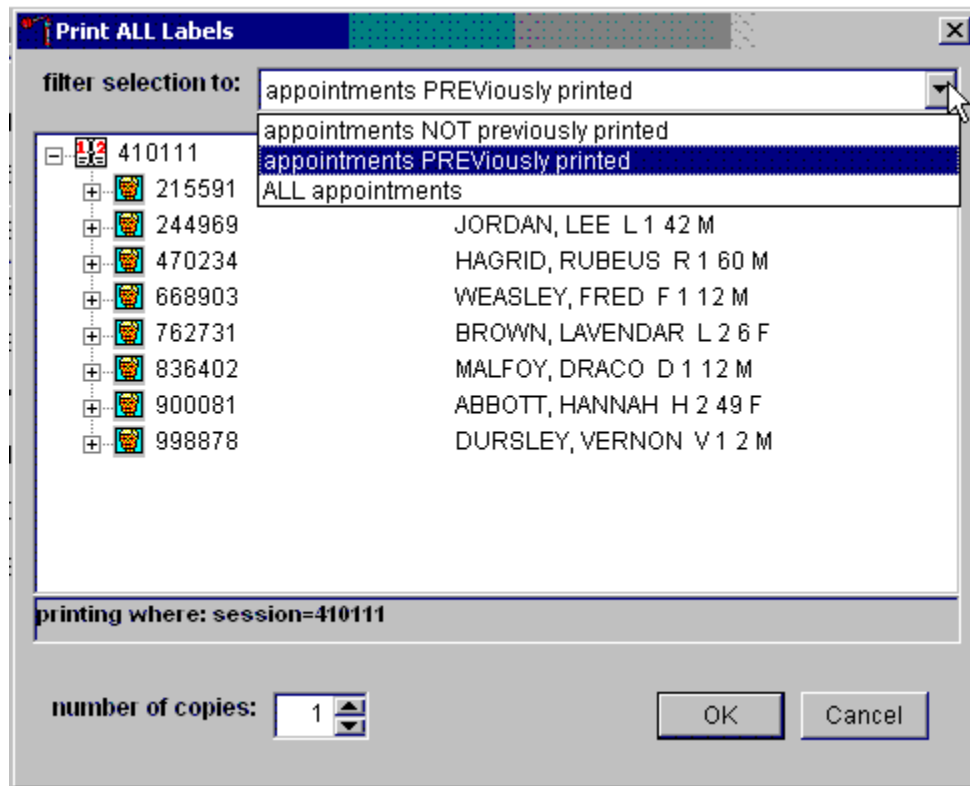 Print ALL Labels
filter selection to: appointments PREViously printed
appointments NOT previously printed
appointments PREViously printed
ALL appointments
410111
215591
244969 JORDAN, LEE L 1 42 M
470234 HAGRID, RUBEUS R 1 60 M
668903 WEASLEY, FRED F 1 12 M
762731 BROWN, LAVENDAR L 2 6 F
836402 MALFOY, DRACO D 1 12 M
900081 ABBOTT, HANNAH H 2 49 F
998878 DURSLEY, VERNON V 1 2 M
printing where: session=410111
number of copies: 1
OK Cancel